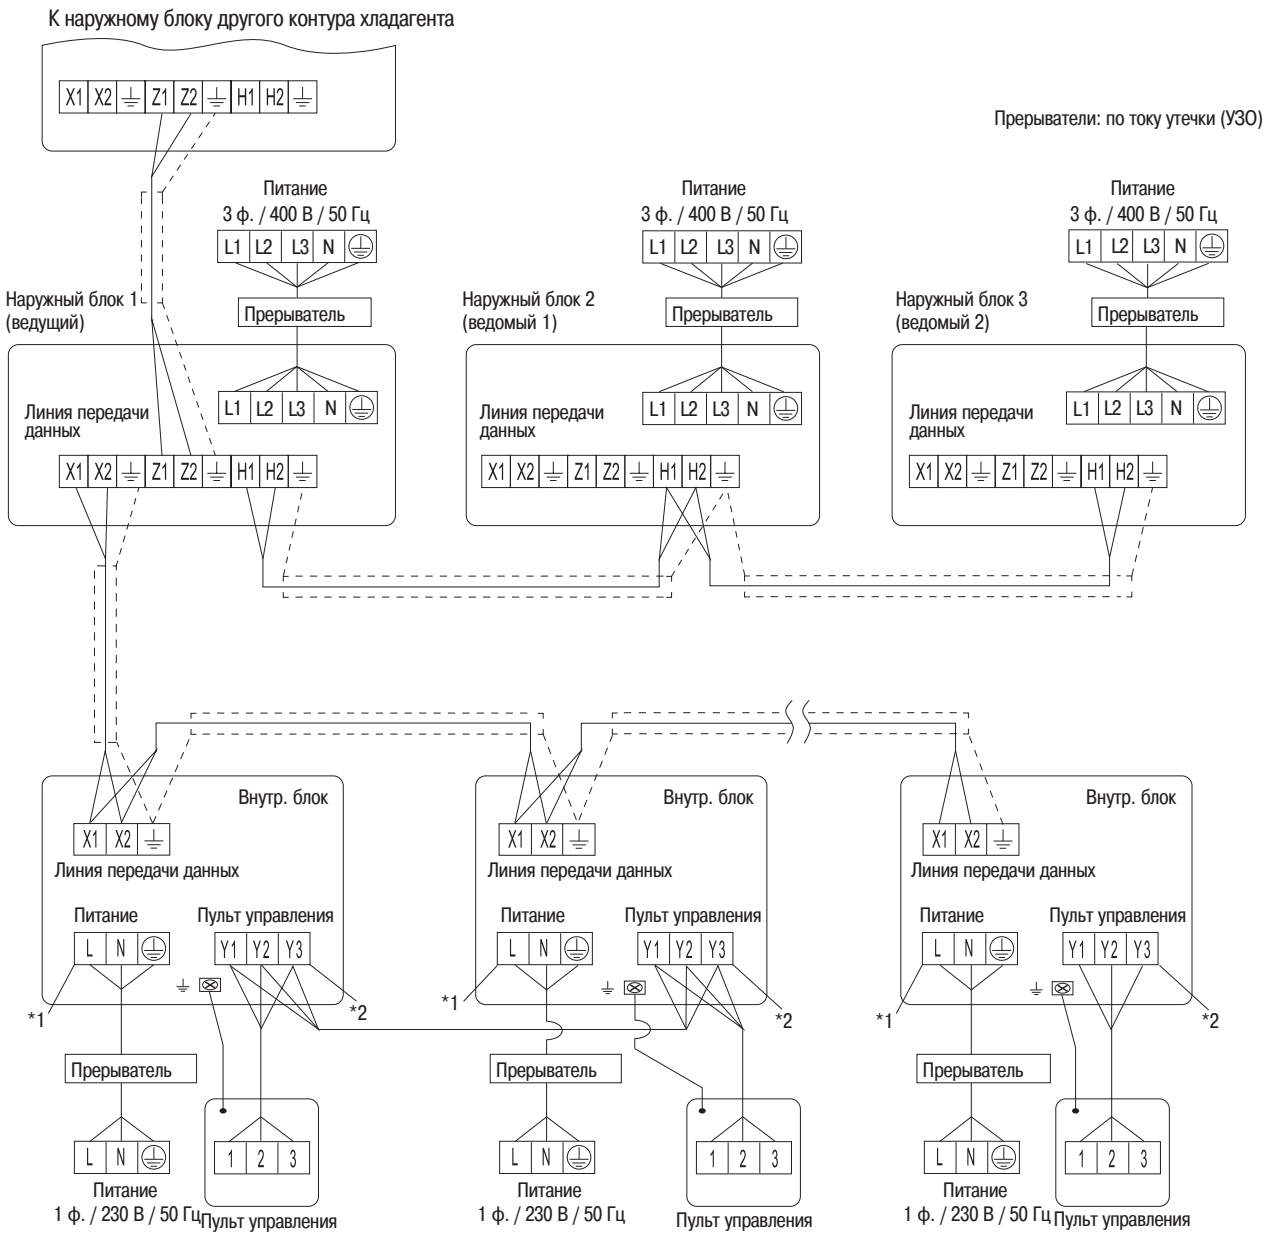 К наружному блоку другого контура хладагента
X1 X2 Z1 Z2 H1 H2
Прерыватели: по току утечки (УЗО)
Питание
3 ф. / 400 В / 50 Гц
L1 L2 L3 N
Питание
3 ф. / 400 В / 50 Гц
L1 L2 L3 N
Питание
3 ф. / 400 В / 50 Гц
L1 L2 L3 N
Наружный блок 1
(ведущий)
Прерыватель
Наружный блок 2
(ведомый 1)
Прерыватель
Наружный блок 3
(ведомый 2)
Прерыватель
L1 L2 L3 N
Линия передачи
данных
X1 X2 Z1 Z2 H1 H2
L1 L2 L3 N
Линия передачи
данных
X1 X2 Z1 Z2 H1 H2
L1 L2 L3 N
Линия передачи
данных
X1 X2 Z1 Z2 H1 H2
Внутр. блок
X1 X2
Линия передачи данных
Питание
Пульт управления
L N
Y1 Y2 Y3
*1
*2
Прерыватель
L N
1 2 3
Питание
1 ф. / 230 В / 50 Гц
Пульт управления
Внутр. блок
X1 X2
Линия передачи данных
Питание
Пульт управления
L N
Y1 Y2 Y3
*1
*2
Прерыватель
L N
1 2 3
Питание
1 ф. / 230 В / 50 Гц
Пульт управления
Внутр. блок
X1 X2
Линия передачи данных
Питание
Пульт управления
L N
Y1 Y2 Y3
*1
*2
Прерыватель
L N
1 2 3
Питание
1 ф. / 230 В / 50 Гц
Пульт управления